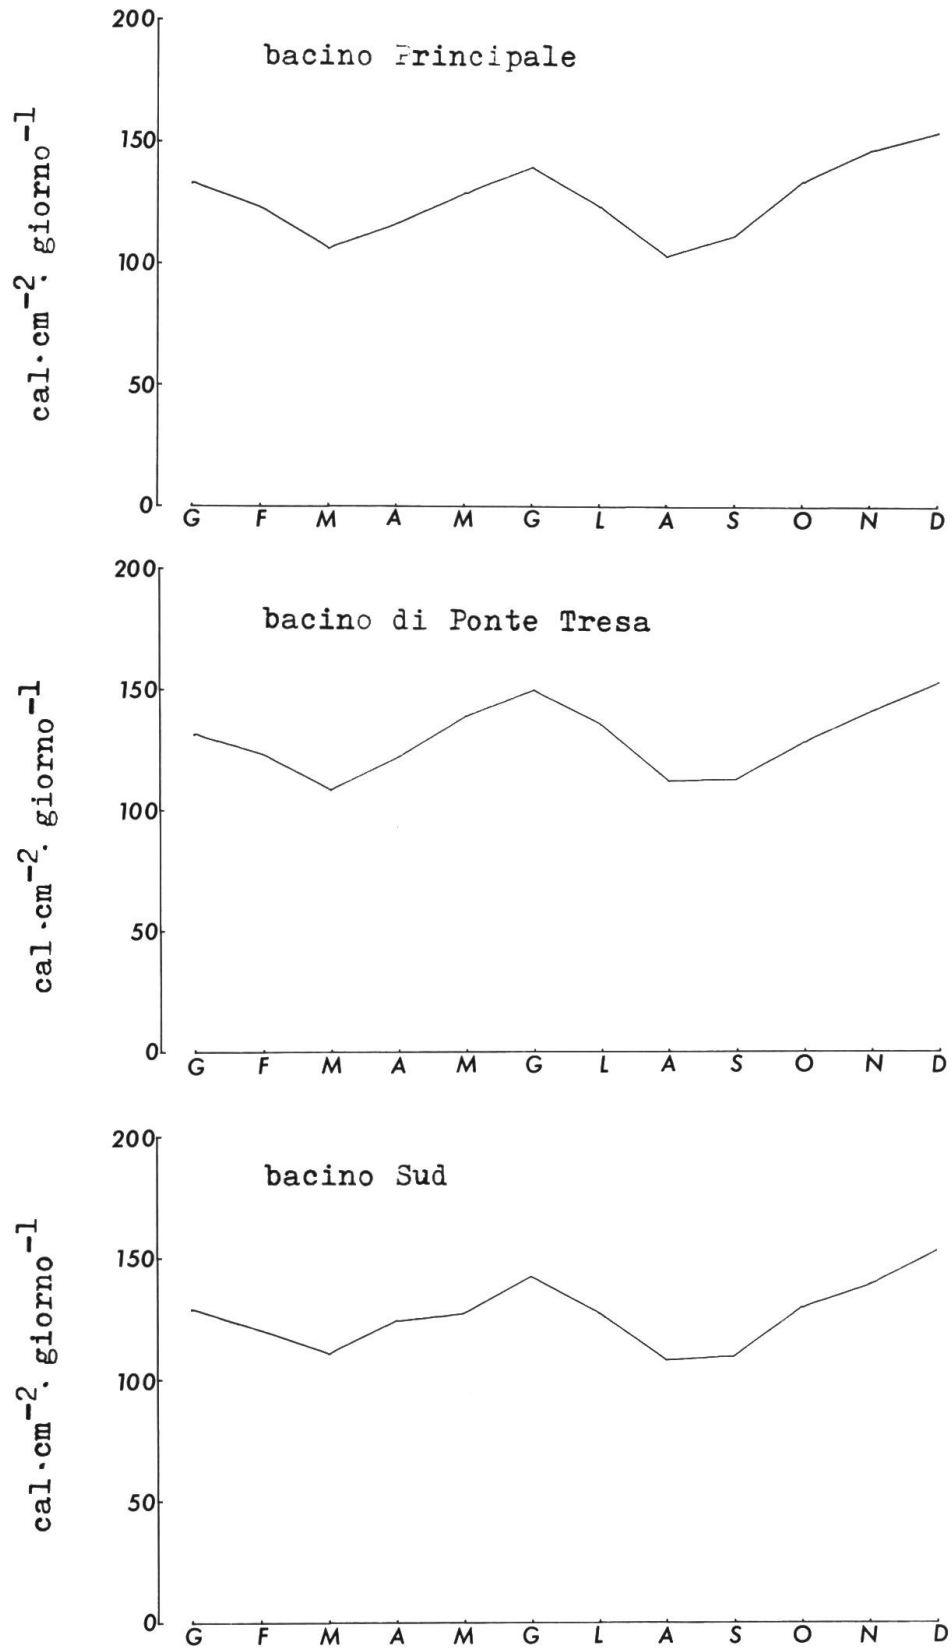 bacino Principale
cal·cm⁻²· giorno⁻¹
200
150
100
50
0
G F M A M G L A S O N D
bacino di Ponte Tresa
cal·cm⁻²· giorno⁻¹
200
150
100
50
0
G F M A M G L A S O N D
bacino Sud
cal·cm⁻²· giorno⁻¹
200
150
100
50
0
G F M A M G L A S O N D